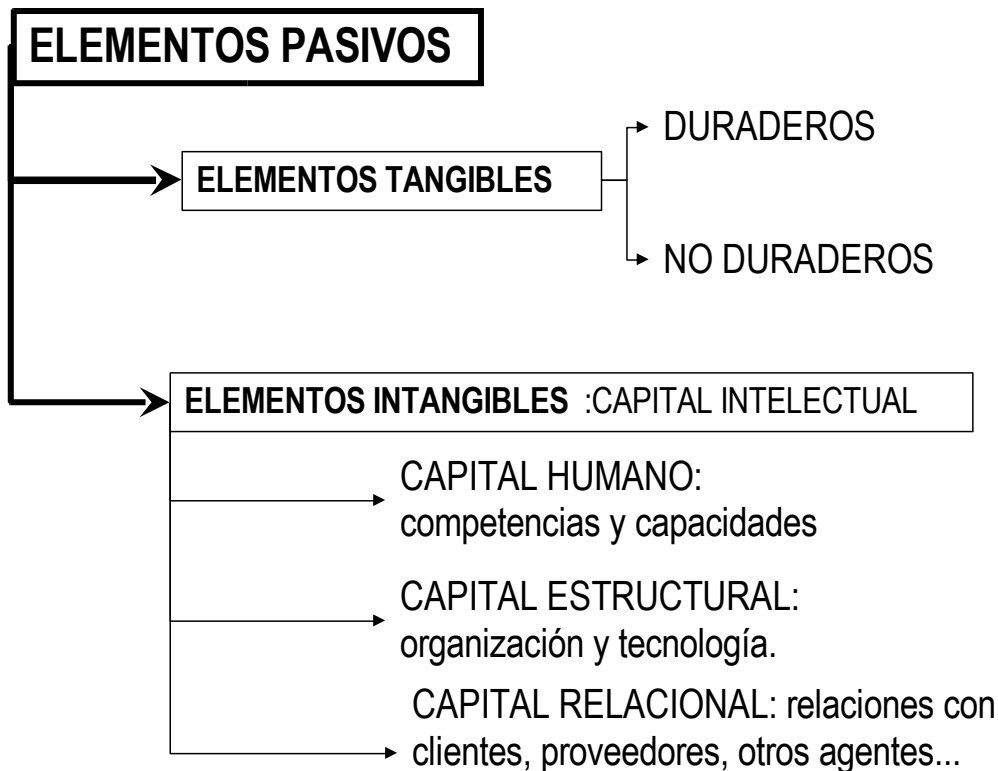 ELEMENTOS PASIVOS
DURADEROS
ELEMENTOS TANGIBLES
NO DURADEROS
ELEMENTOS INTANGIBLES :CAPITAL INTELECTUAL
CAPITAL HUMANO:
competencias y capacidades
CAPITAL ESTRUCTURAL:
organización y tecnología.
CAPITAL RELACIONAL: relaciones con
clientes, proveedores, otros agentes...